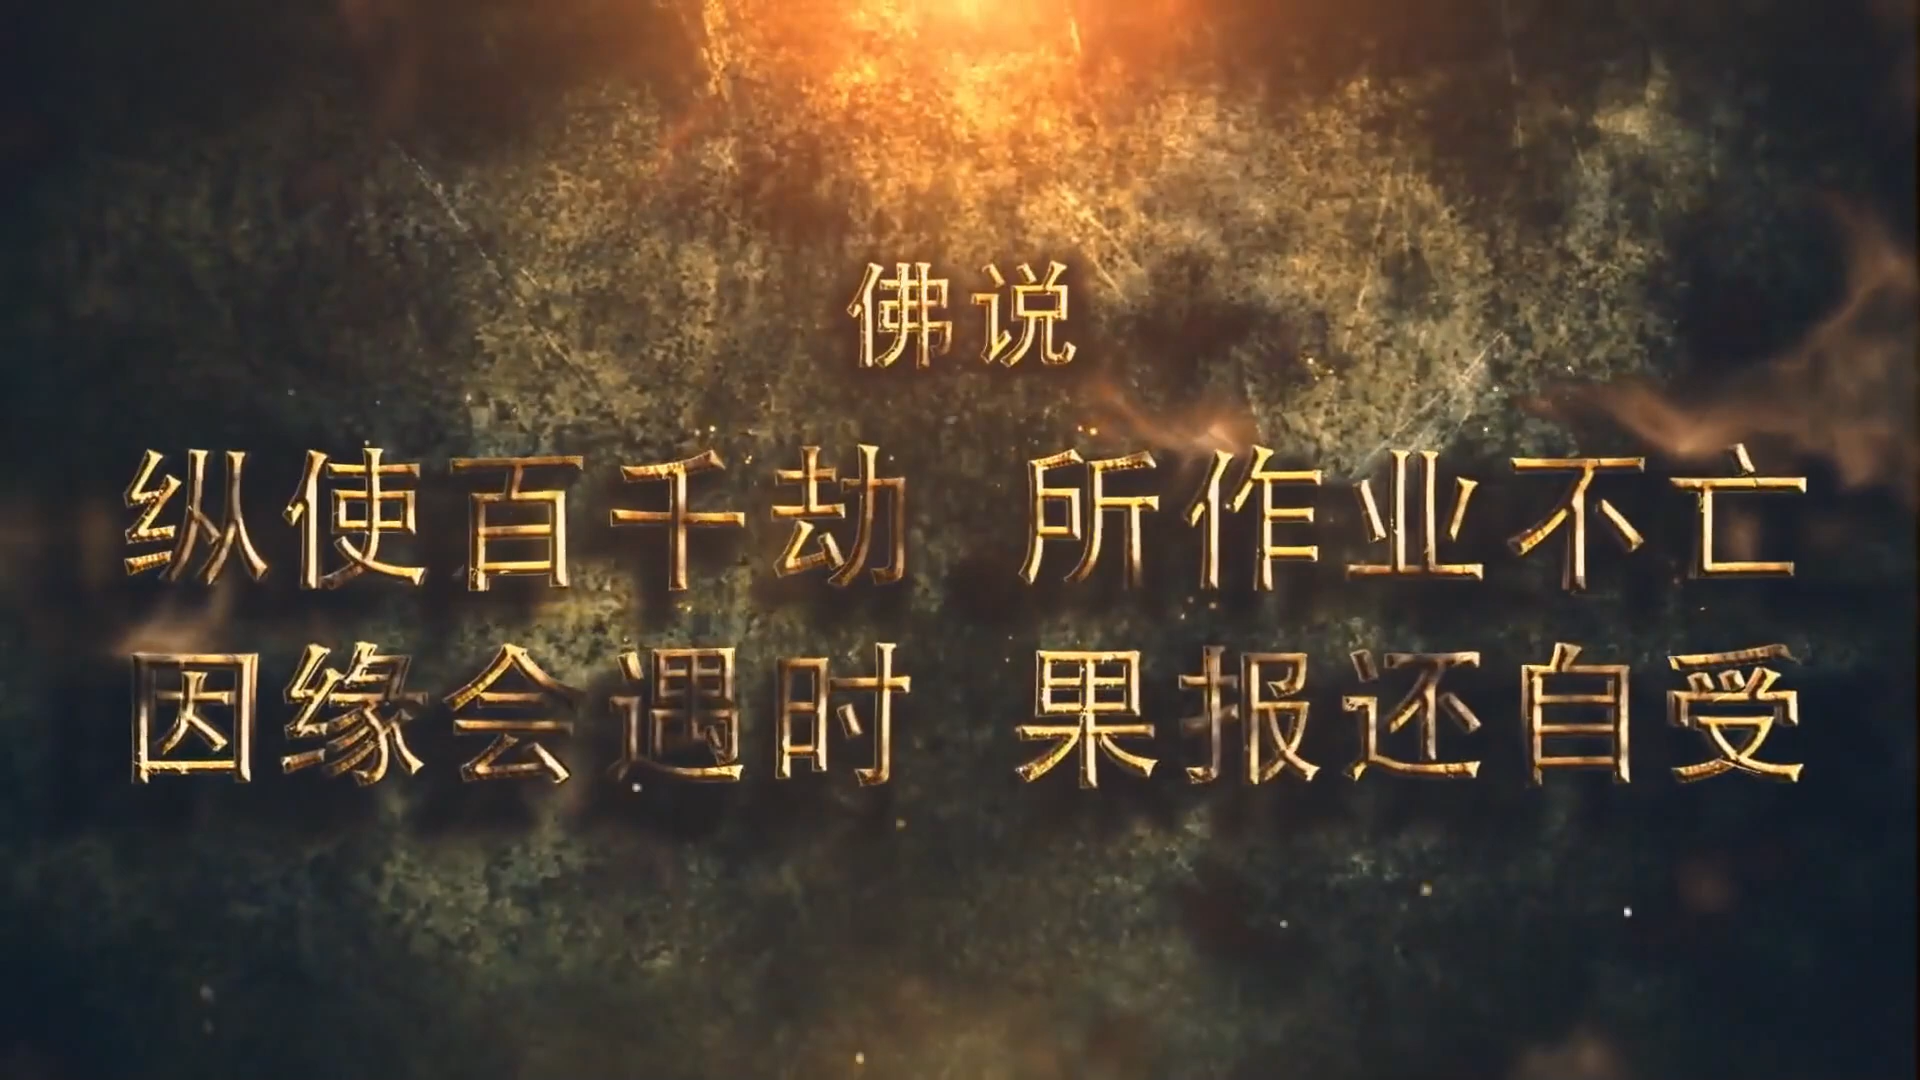 佛说
纵使百千劫 所作业不亡
因缘会遇时 果报还自受